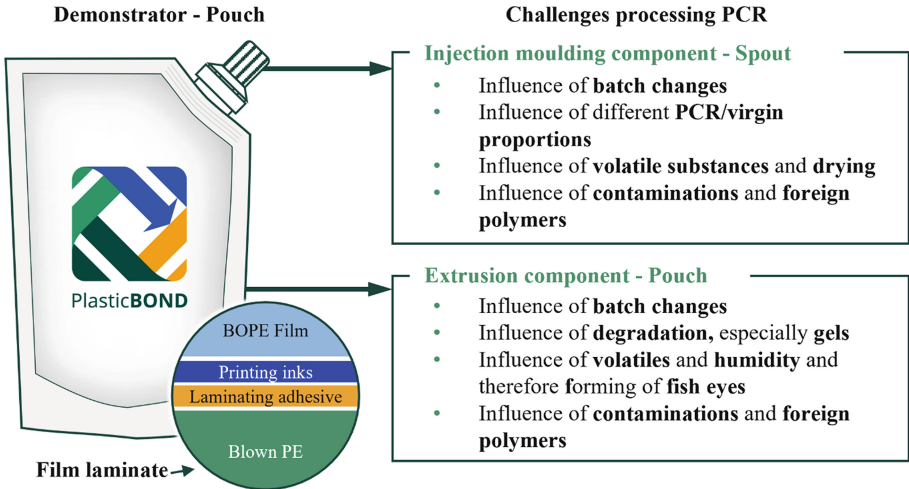 Demonstrator - Pouch
Challenges processing PCR
Injection moulding component - Spout
• Influence of batch changes
• Influence of different PCR/virgin
proportions
• Influence of volatile substances and drying
• Influence of contaminations and foreign
polymers
PlasticBOND
Extrusion component - Pouch
• Influence of batch changes
• Influence of degradation, especially gels
• Influence of volatiles and humidity and
therefore forming of fish eyes
• Influence of contaminations and foreign
polymers
BOPE Film
Printing inks
Laminating adhesive
Blown PE
Film laminate